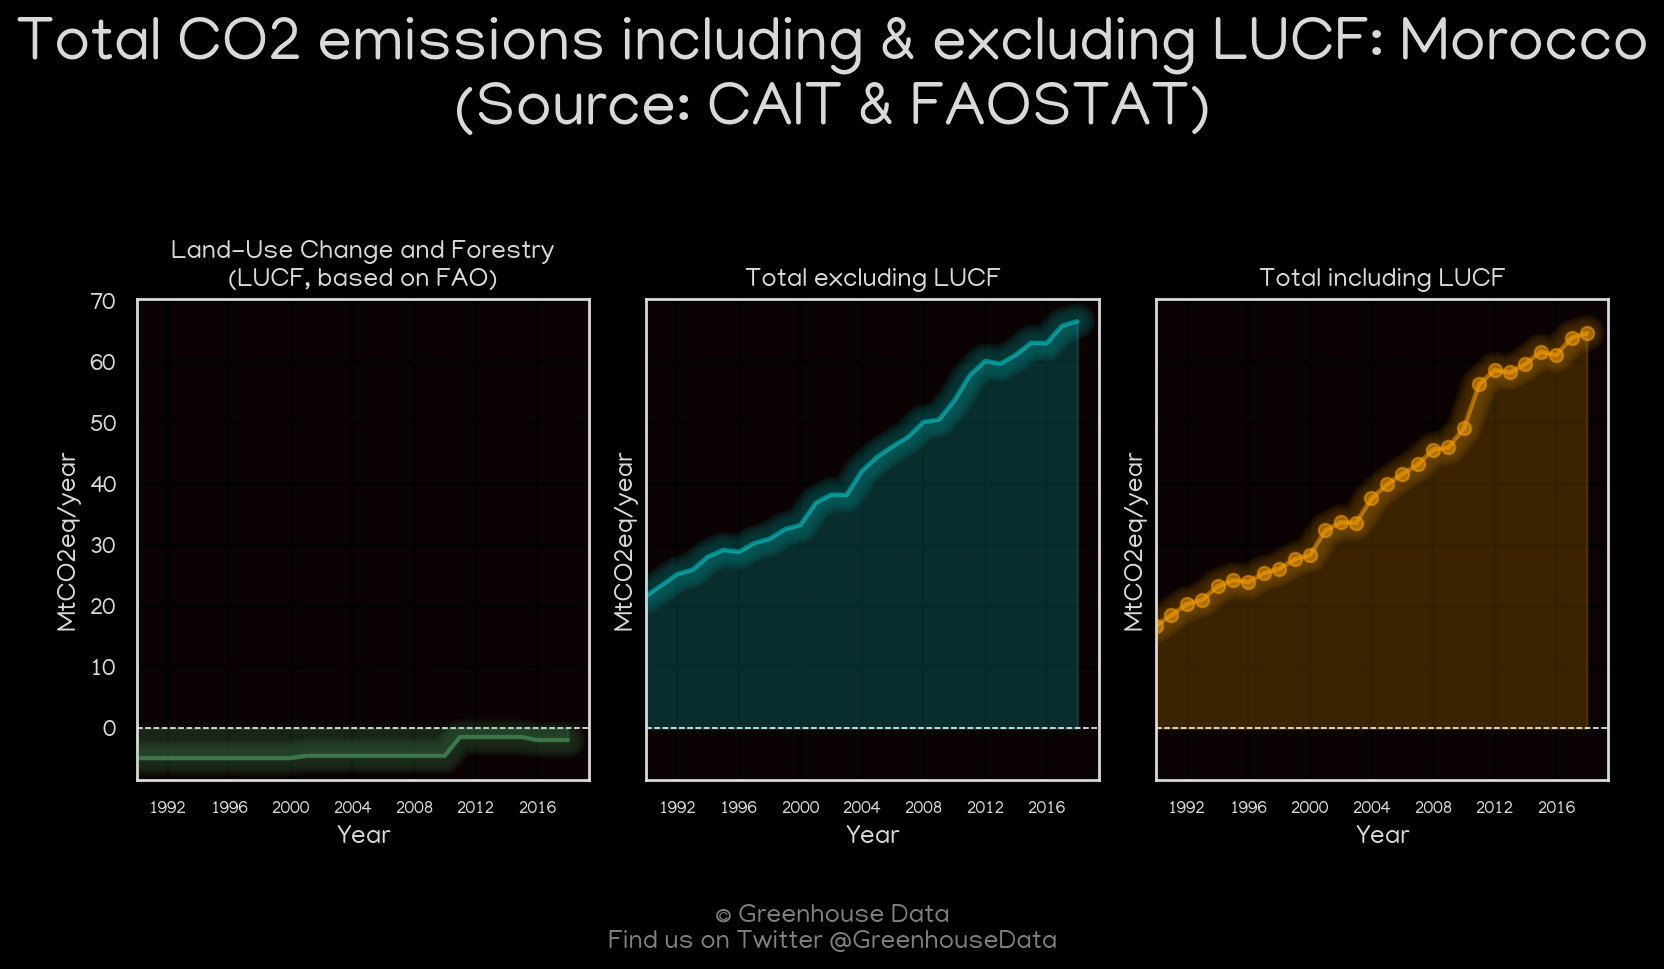 Total CO2 emissions including & excluding LUCF: Morocco
(Source: CAIT & FAOSTAT)
Land-Use Change and Forestry
(LUCF, based on FAO)
Total excluding LUCF
Total including LUCF
70
60
50
40
30
20
10
0
MtCO2eq/year
MtCO2eq/year
MtCO2eq/year
1992 1996 2000 2004 2008 2012 2016
1992 1996 2000 2004 2008 2012 2016
1992 1996 2000 2004 2008 2012 2016
Year
Year
Year
© Greenhouse Data
Find us on Twitter @GreenhouseData